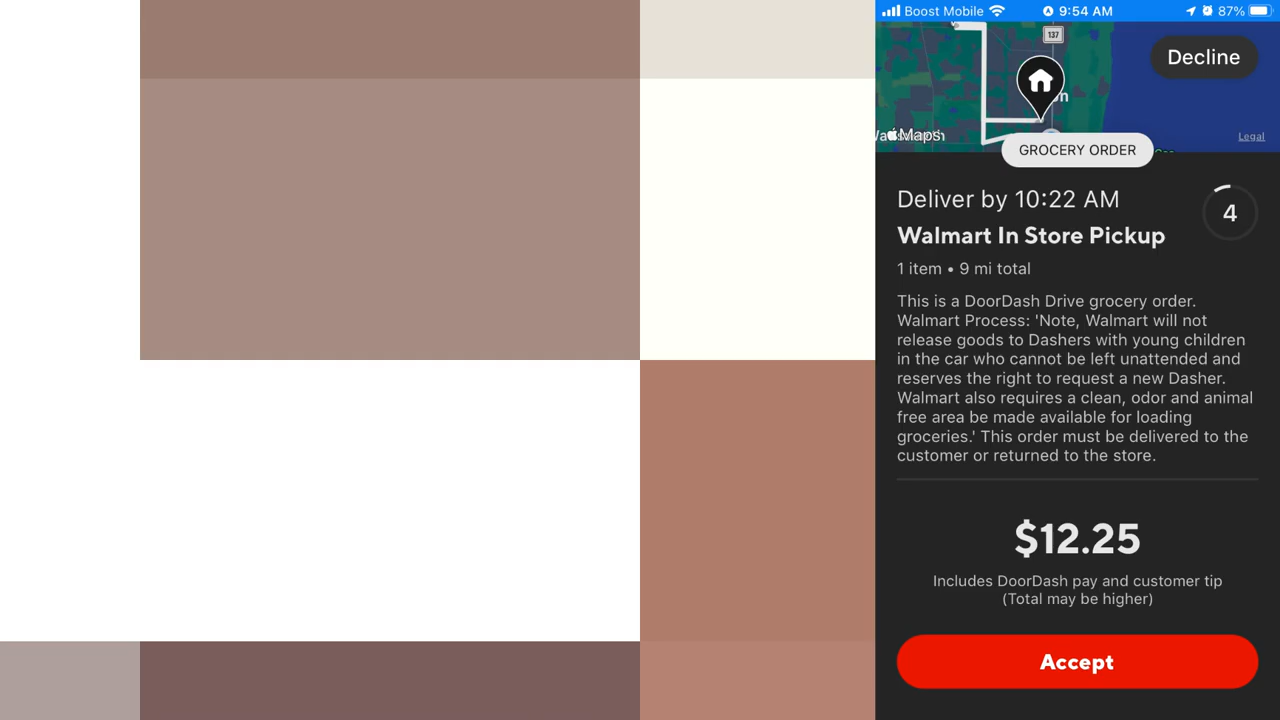 Boost Mobile 9:54 AM 87%
137
Decline
Maps
Legal
GROCERY ORDER
Deliver by 10:22 AM
4
Walmart In Store Pickup
1 item • 9 mi total
This is a DoorDash Drive grocery order.
Walmart Process: 'Note, Walmart will not
release goods to Dashers with young children
in the car who cannot be left unattended and
reserves the right to request a new Dasher.
Walmart also requires a clean, odor and animal
free area be made available for loading
groceries.' This order must be delivered to the
customer or returned to the store.
$12.25
Includes DoorDash pay and customer tip
(Total may be higher)
Accept